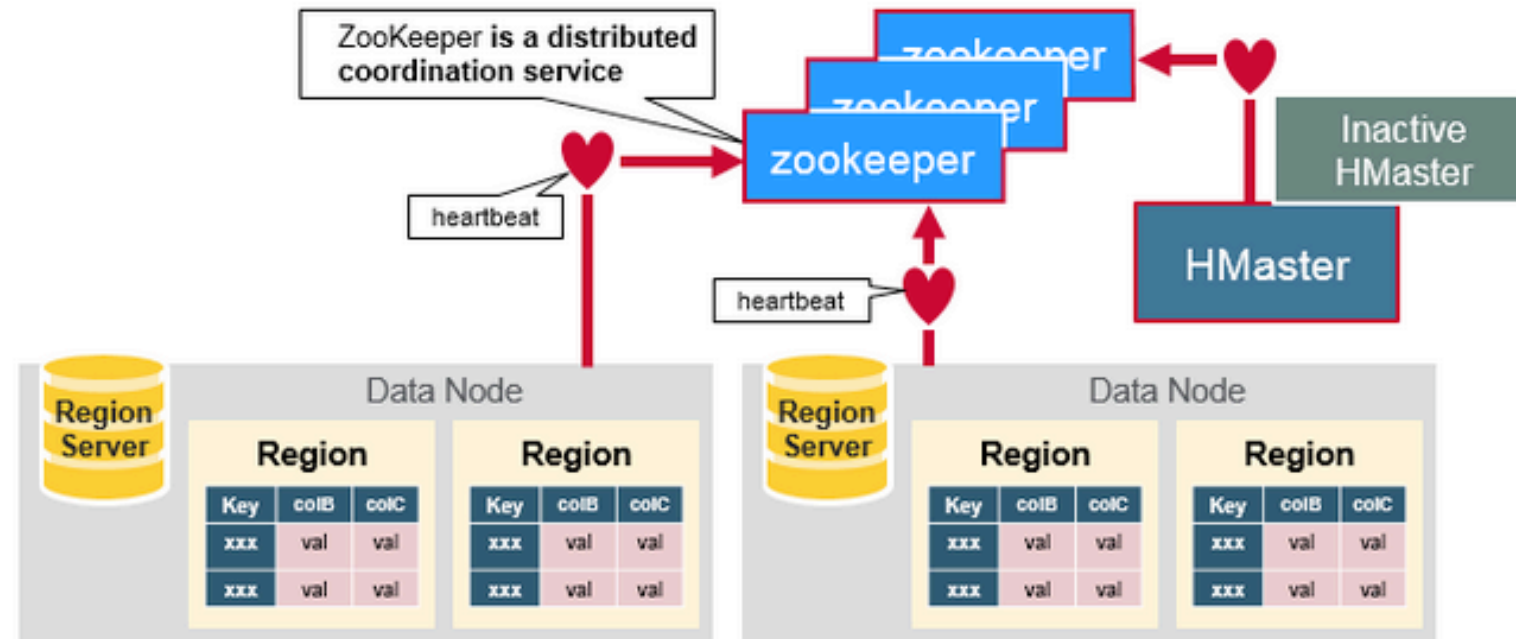 ZooKeeper is a distributed
coordination service
zookeeper
zookeeper
zookeeper
Inactive
HMaster
HMaster
heartbeat
heartbeat
Data Node
Region
Server
Region
Key colB colC
xxx val val
xxx val val
Region
Key colB colC
xxx val val
xxx val val
Data Node
Region
Server
Region
Key colB colC
xxx val val
xxx val val
Region
Key colB colC
xxx val val
xxx val val